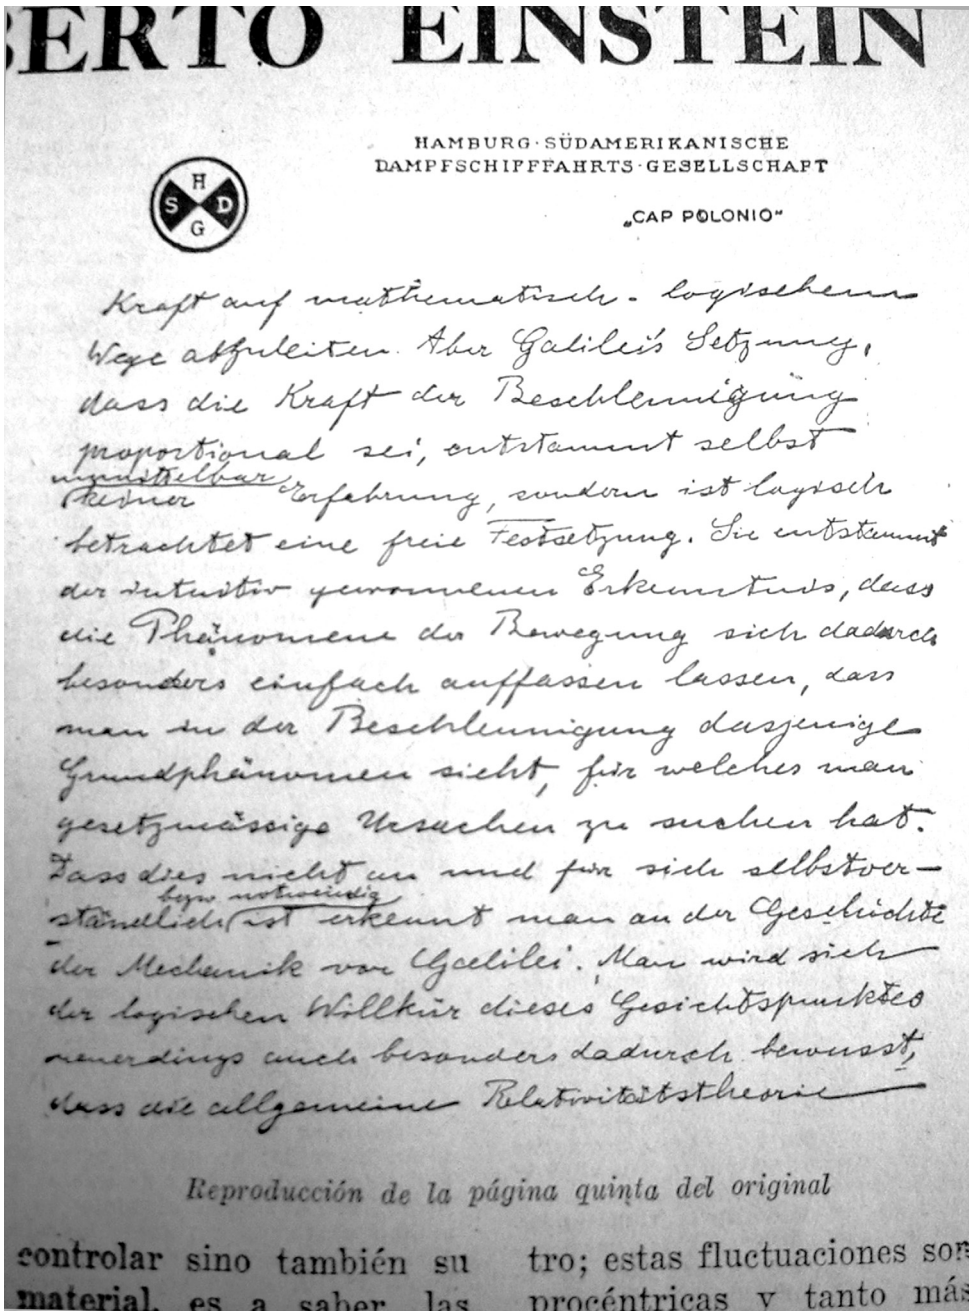 BERTO EINSTEIN
HAMBURG·SÜDAMERIKANISCHE
DAMPFSCHIFFFAHRTS·GESELLSCHAFT
H
S D
G
„CAP POLONIO“
Kraft auf mathematisch-logischem
Wege abzuleiten. Aber Galileis Setzung,
dass die Kraft der Beschleunigung
proportional sei, entstammt selbst
unmittelbar
keiner Erfahrung, sondern ist logisch
betrachtet eine freie Festsetzung. Sie entstammt
der intuitiv gewonnenen Erkenntnis, dass
die Phänomene der Bewegung sich dadurch
besonders einfach auffassen lassen, dass
man in der Beschleunigung dasjenige
Grundphänomen sieht, für welches man
gesetzmässige Ursachen zu suchen hat.
Dass dies nicht an und für sich selbstver-
bezw. notwendig
ständlich ist erkennt man an der Geschichte
der Mechanik vor Galilei. Man wird sich
der logischen Willkür dieses Gesichtspunktes
neuerdings auch besonders dadurch bewusst,
dass die allgemeine Relativitätstheorie
Reproducción de la página quinta del original
controlar sino también su
material, es a saber las
tro; estas fluctuaciones son
procéntricas y tanto más